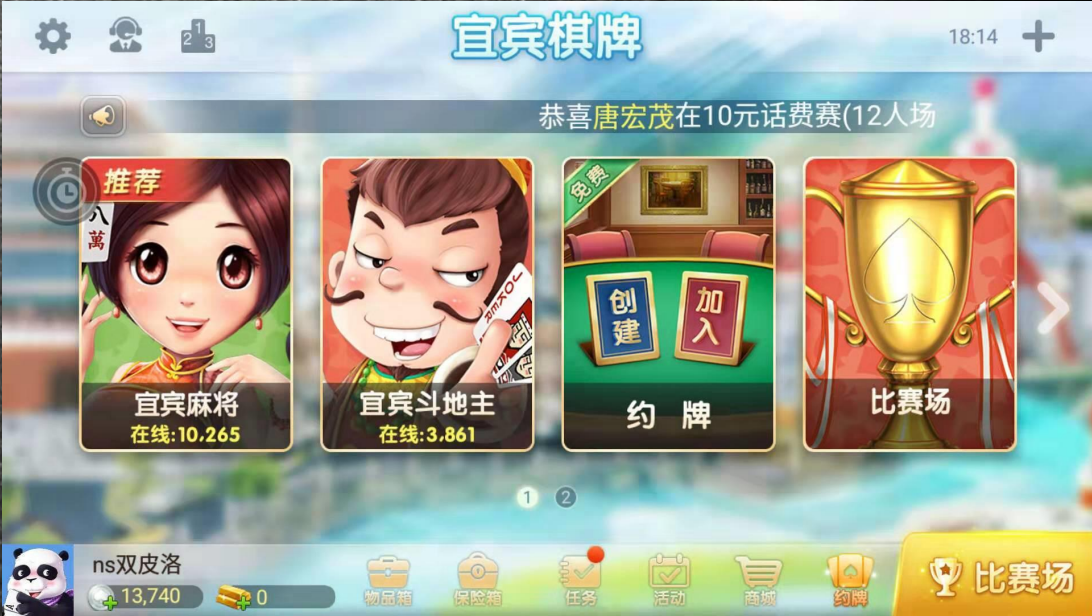 1
2 3
宜宾棋牌
18:14
恭喜唐宏茂在10元话费赛(12人场
推荐
八
萬
宜宾麻将
在线:10,265
JOKER
宜宾斗地主
在线:3,861
免费
创建
加入
约牌
比赛场
1 2
ns双皮洛
13,740
0
物品箱
保险箱
任务
活动
商城
约牌
比赛场